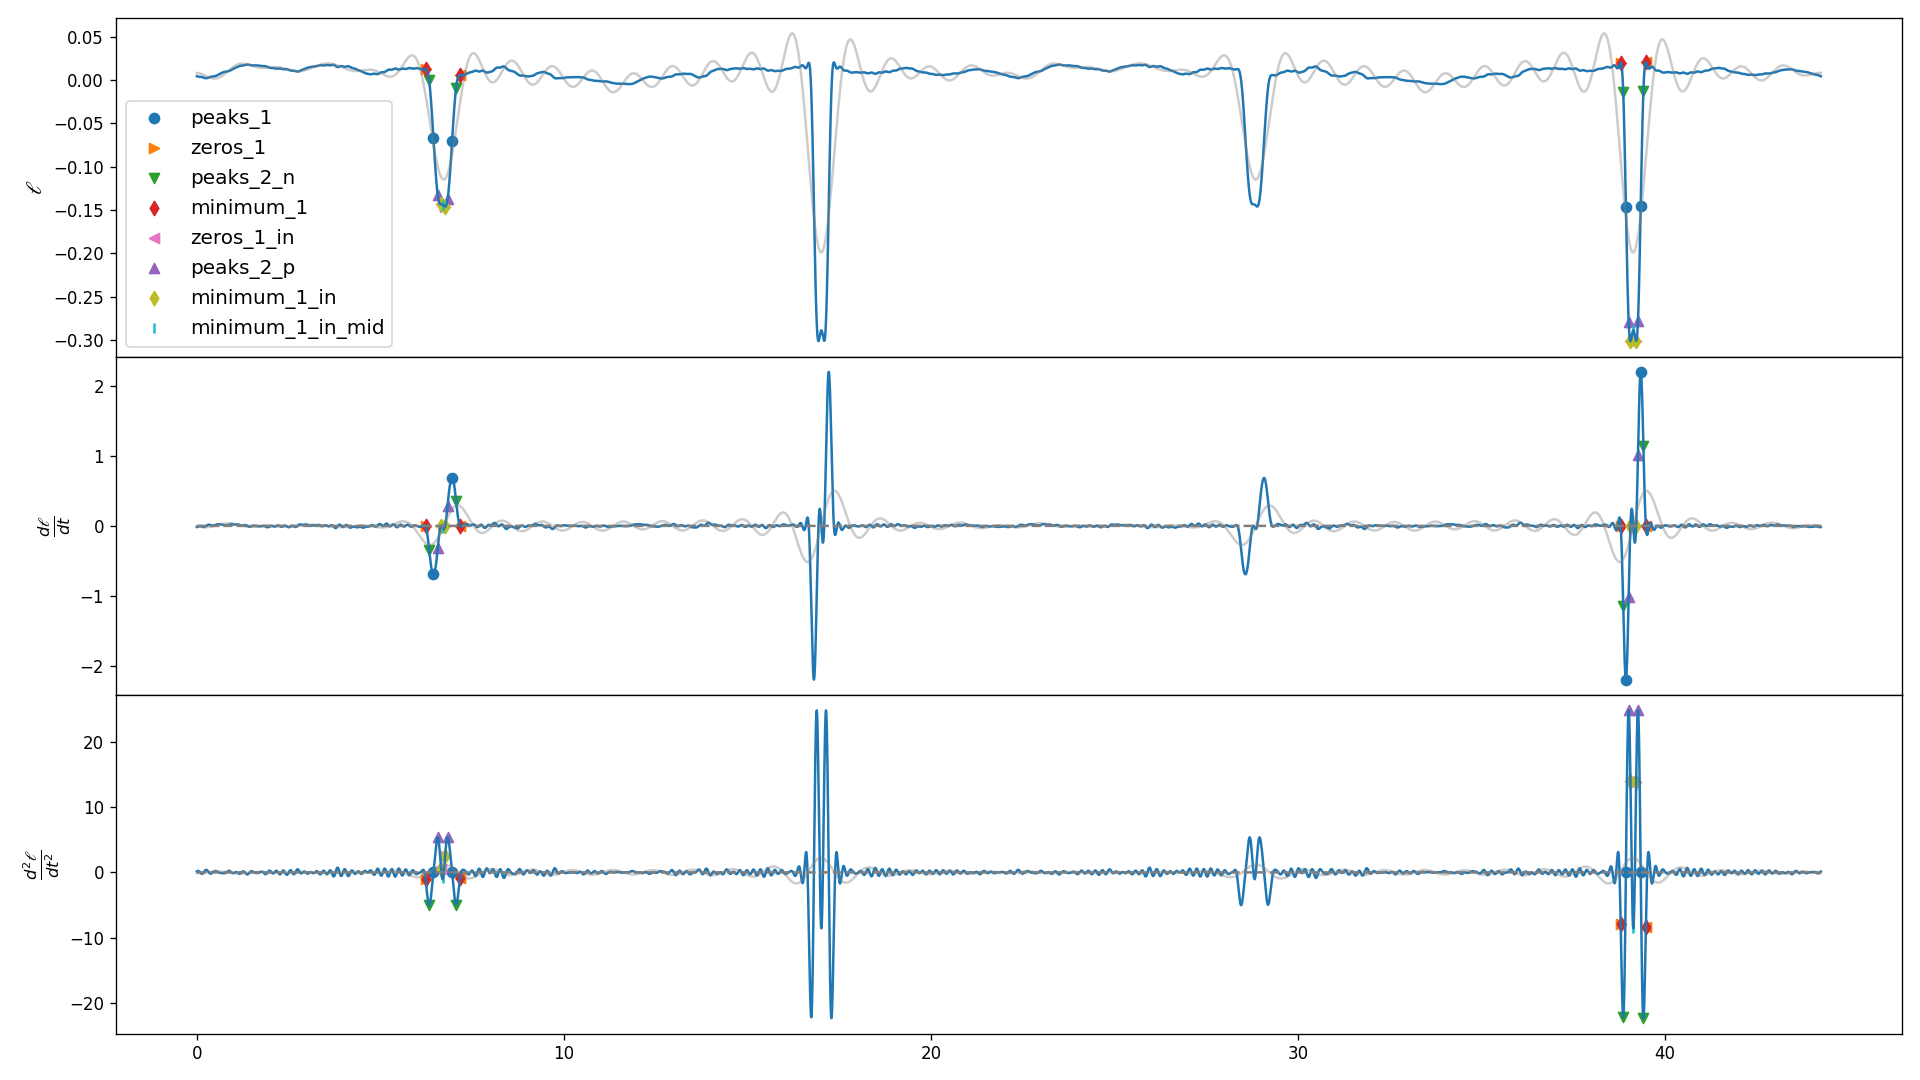 0.05
0.00
−0.05
−0.10
−0.15
−0.20
−0.25
−0.30
ℓ
peaks_1
zeros_1
peaks_2_n
minimum_1
zeros_1_in
peaks_2_p
minimum_1_in
minimum_1_in_mid
2
1
0
−1
−2
dℓ
dt
20
10
0
−10
−20
d²ℓ
dt²
0 10 20 30 40